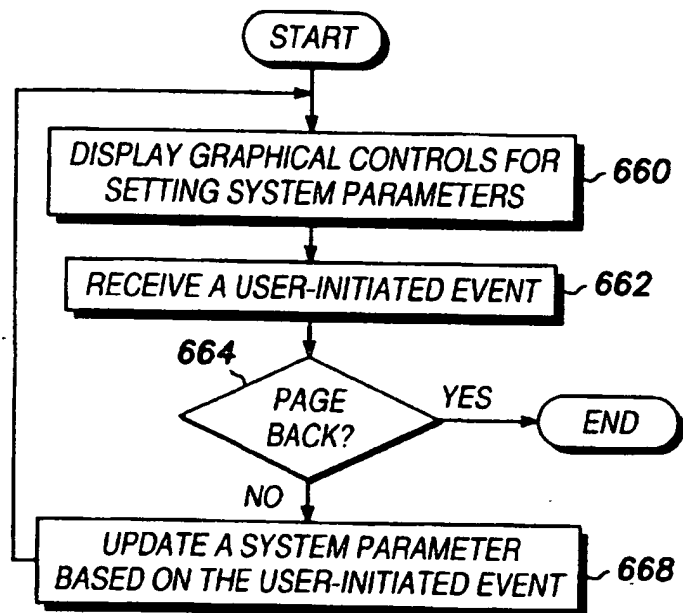 START
DISPLAY GRAPHICAL CONTROLS FOR
SETTING SYSTEM PARAMETERS
660
RECEIVE A USER-INITIATED EVENT
662
664
PAGE
BACK?
YES
END
NO
UPDATE A SYSTEM PARAMETER
BASED ON THE USER-INITIATED EVENT
668